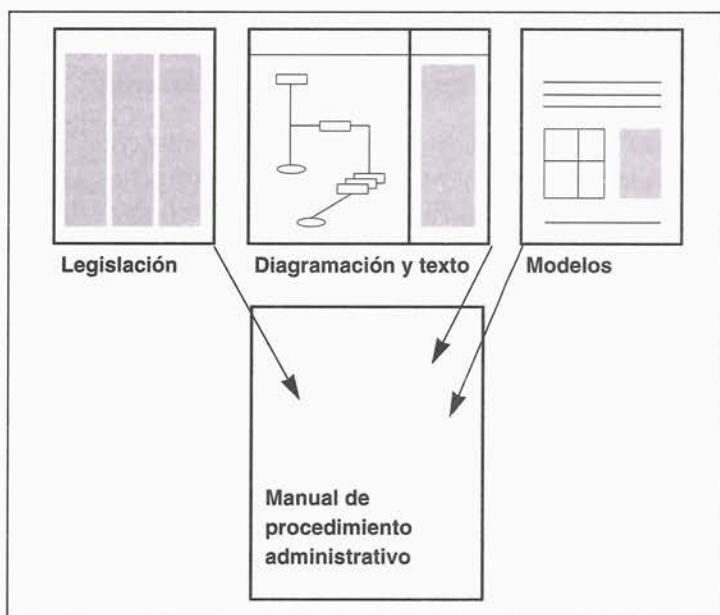 Legislación
Diagramación y texto
Modelos
Manual de
procedimiento
administrativo